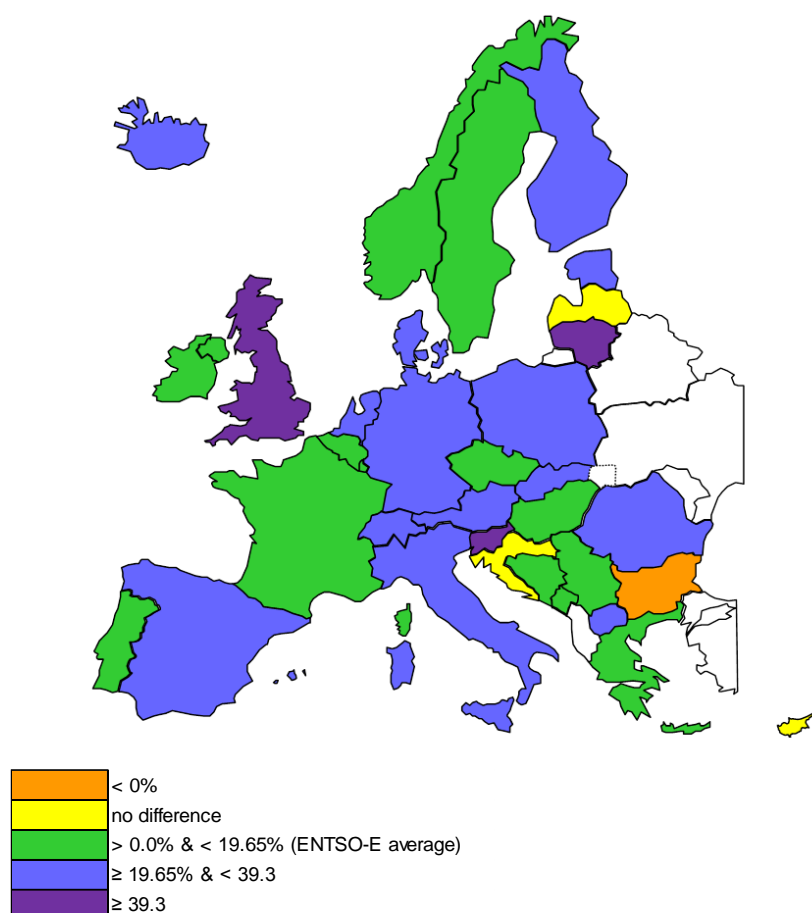 < 0%
no difference
> 0.0% & < 19.65% (ENTSO-E average)
≥ 19.65% & < 39.3
≥ 39.3